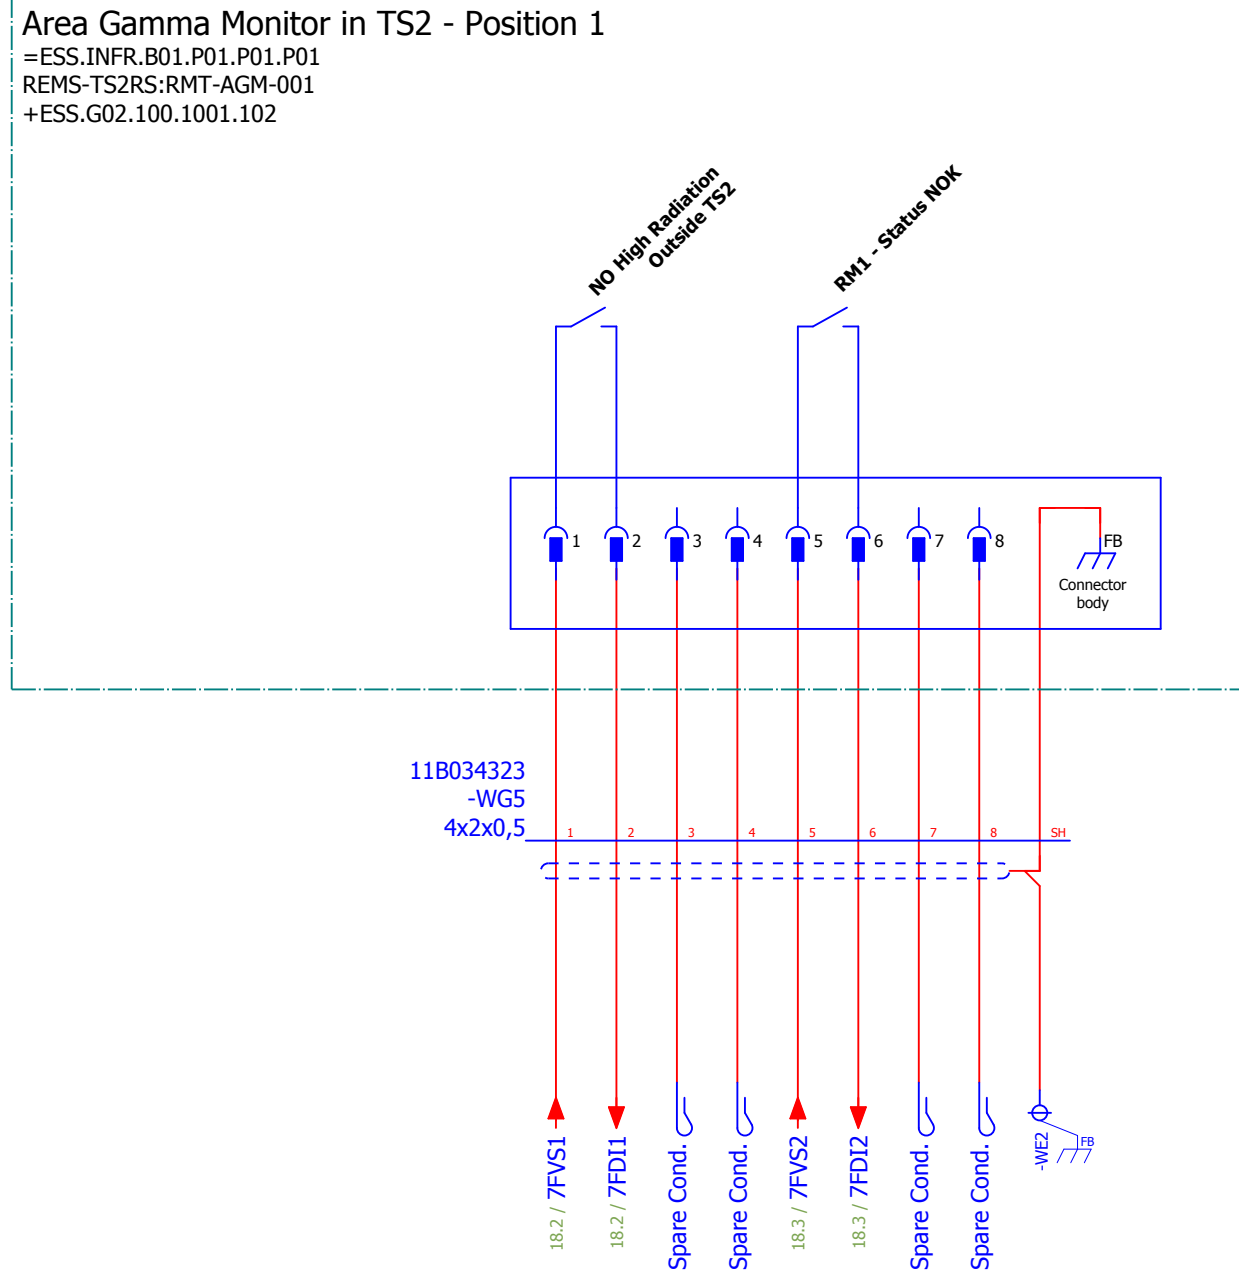 Area Gamma Monitor in TS2 - Position 1
=ESS.INFR.B01.P01.P01.P01
REMS-TS2RS:RMT-AGM-001
+ESS.G02.100.1001.102
NO High Radiation
Outside TS2
RM1 - Status NOK
1
2
3
4
5
6
7
8
FB
Connector
body
11B034323
-WG5
4x2x0,5
1
2
3
4
5
6
7
8
SH
18.2 / 7FVS1
18.2 / 7FDI1
Spare Cond.
Spare Cond.
18.3 / 7FVS2
18.3 / 7FDI2
Spare Cond.
Spare Cond.
-WE2
FB